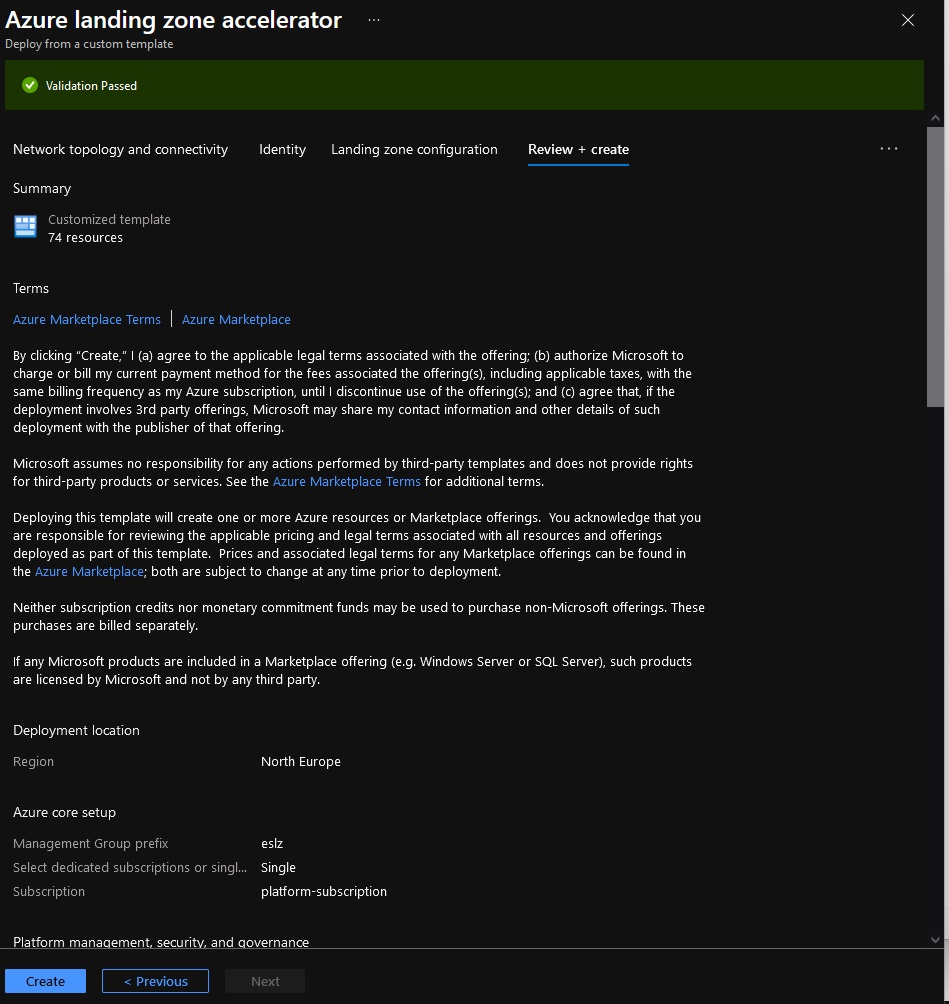 Azure landing zone accelerator ...
Deploy from a custom template
Validation Passed
Network topology and connectivity Identity Landing zone configuration Review + create ...
Summary
Customized template
74 resources
Terms
Azure Marketplace Terms | Azure Marketplace
By clicking “Create,” I (a) agree to the applicable legal terms associated with the offering; (b) authorize Microsoft to
charge or bill my current payment method for the fees associated the offering(s), including applicable taxes, with the
same billing frequency as my Azure subscription, until I discontinue use of the offering(s); and (c) agree that, if the
deployment involves 3rd party offerings, Microsoft may share my contact information and other details of such
deployment with the publisher of that offering.
Microsoft assumes no responsibility for any actions performed by third-party templates and does not provide rights
for third-party products or services. See the Azure Marketplace Terms for additional terms.
Deploying this template will create one or more Azure resources or Marketplace offerings. You acknowledge that you
are responsible for reviewing the applicable pricing and legal terms associated with all resources and offerings
deployed as part of this template. Prices and associated legal terms for any Marketplace offerings can be found in
the Azure Marketplace; both are subject to change at any time prior to deployment.
Neither subscription credits nor monetary commitment funds may be used to purchase non-Microsoft offerings. These
purchases are billed separately.
If any Microsoft products are included in a Marketplace offering (e.g. Windows Server or SQL Server), such products
are licensed by Microsoft and not by any third party.
Deployment location
Region North Europe
Azure core setup
Management Group prefix eslz
Select dedicated subscriptions or singl... Single
Subscription platform-subscription
Platform management, security, and governance
Create < Previous Next